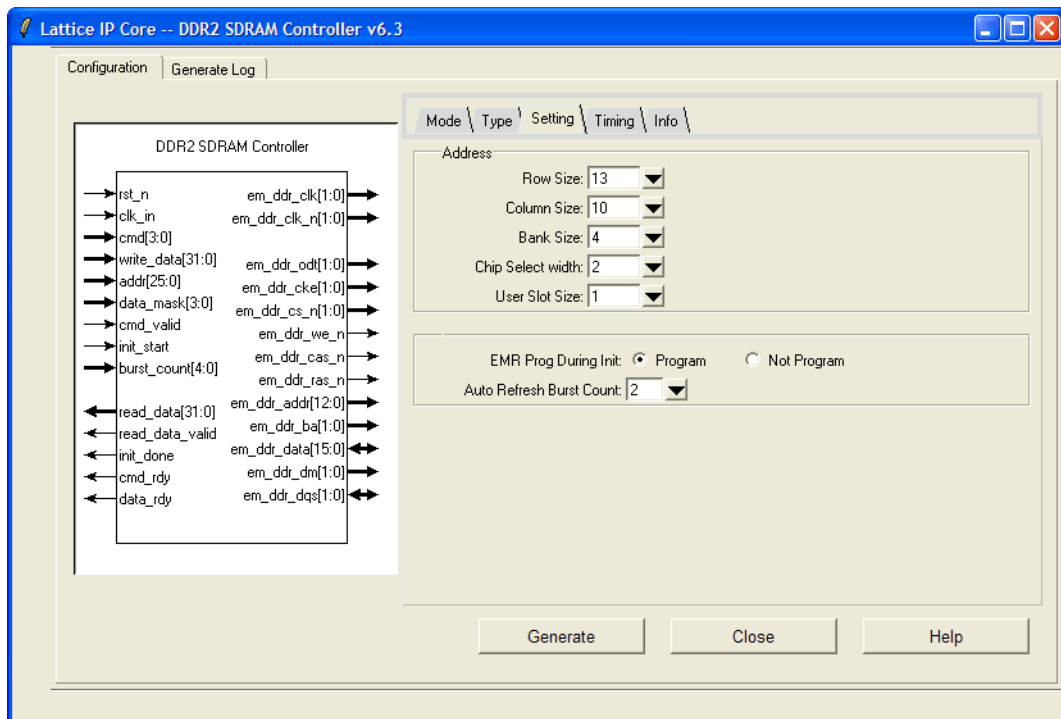 Lattice IP Core -- DDR2 SDRAM Controller v6.3
Configuration
Generate Log
DDR2 SDRAM Controller
rst_n
clk_in
cmd[3:0]
write_data[31:0]
addr[25:0]
data_mask[3:0]
cmd_valid
init_start
burst_count[4:0]
read_data[31:0]
read_data_valid
init_done
cmd_rdy
data_rdy
em_ddr_clk[1:0]
em_ddr_clk_n[1:0]
em_ddr_odt[1:0]
em_ddr_cke[1:0]
em_ddr_cs_n[1:0]
em_ddr_we_n
em_ddr_cas_n
em_ddr_ras_n
em_ddr_addr[12:0]
em_ddr_ba[1:0]
em_ddr_data[15:0]
em_ddr_dm[1:0]
em_ddr_dqs[1:0]
Mode Type Setting Timing Info
Address
Row Size: 13
Column Size: 10
Bank Size: 4
Chip Select width: 2
User Slot Size: 1
EMR Prog During Init: Program Not Program
Auto Refresh Burst Count: 2
Generate
Close
Help